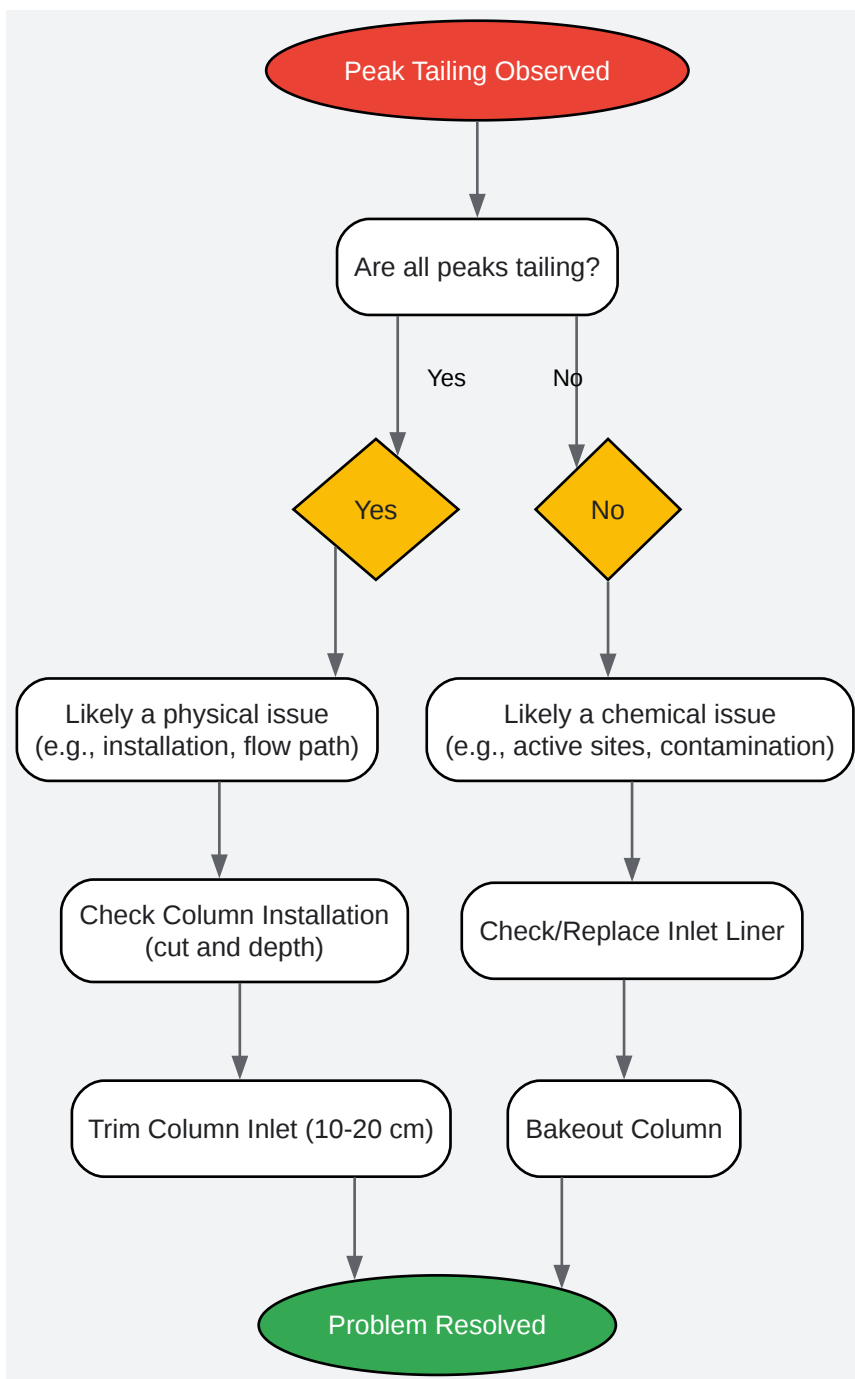 Peak Tailing Observed
Are all peaks tailing?
Yes
No
Yes
No
Likely a physical issue
(e.g., installation, flow path)
Likely a chemical issue
(e.g., active sites, contamination)
Check Column Installation
(cut and depth)
Check/Replace Inlet Liner
Trim Column Inlet (10-20 cm)
Bakeout Column
Problem Resolved